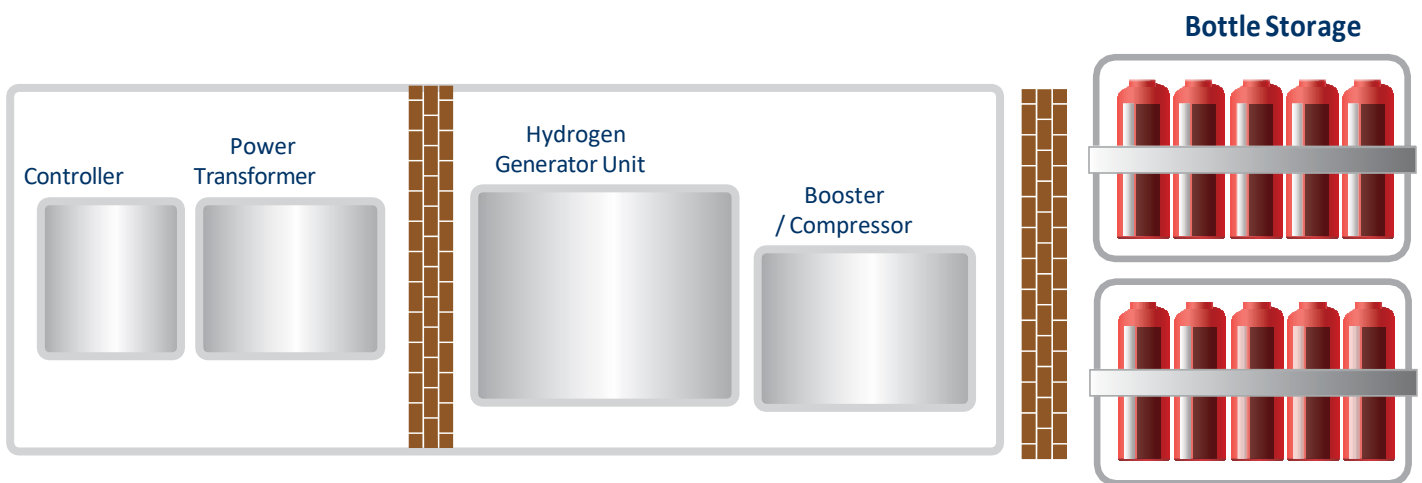 Bottle Storage
Controller
Power
Transformer
Hydrogen
Generator Unit
Booster
/ Compressor